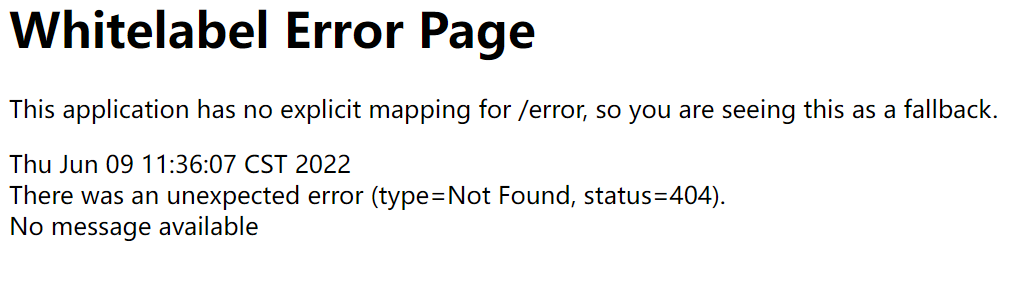 Whitelabel Error Page
This application has no explicit mapping for /error, so you are seeing this as a fallback.
Thu Jun 09 11:36:07 CST 2022
There was an unexpected error (type=Not Found, status=404).
No message available